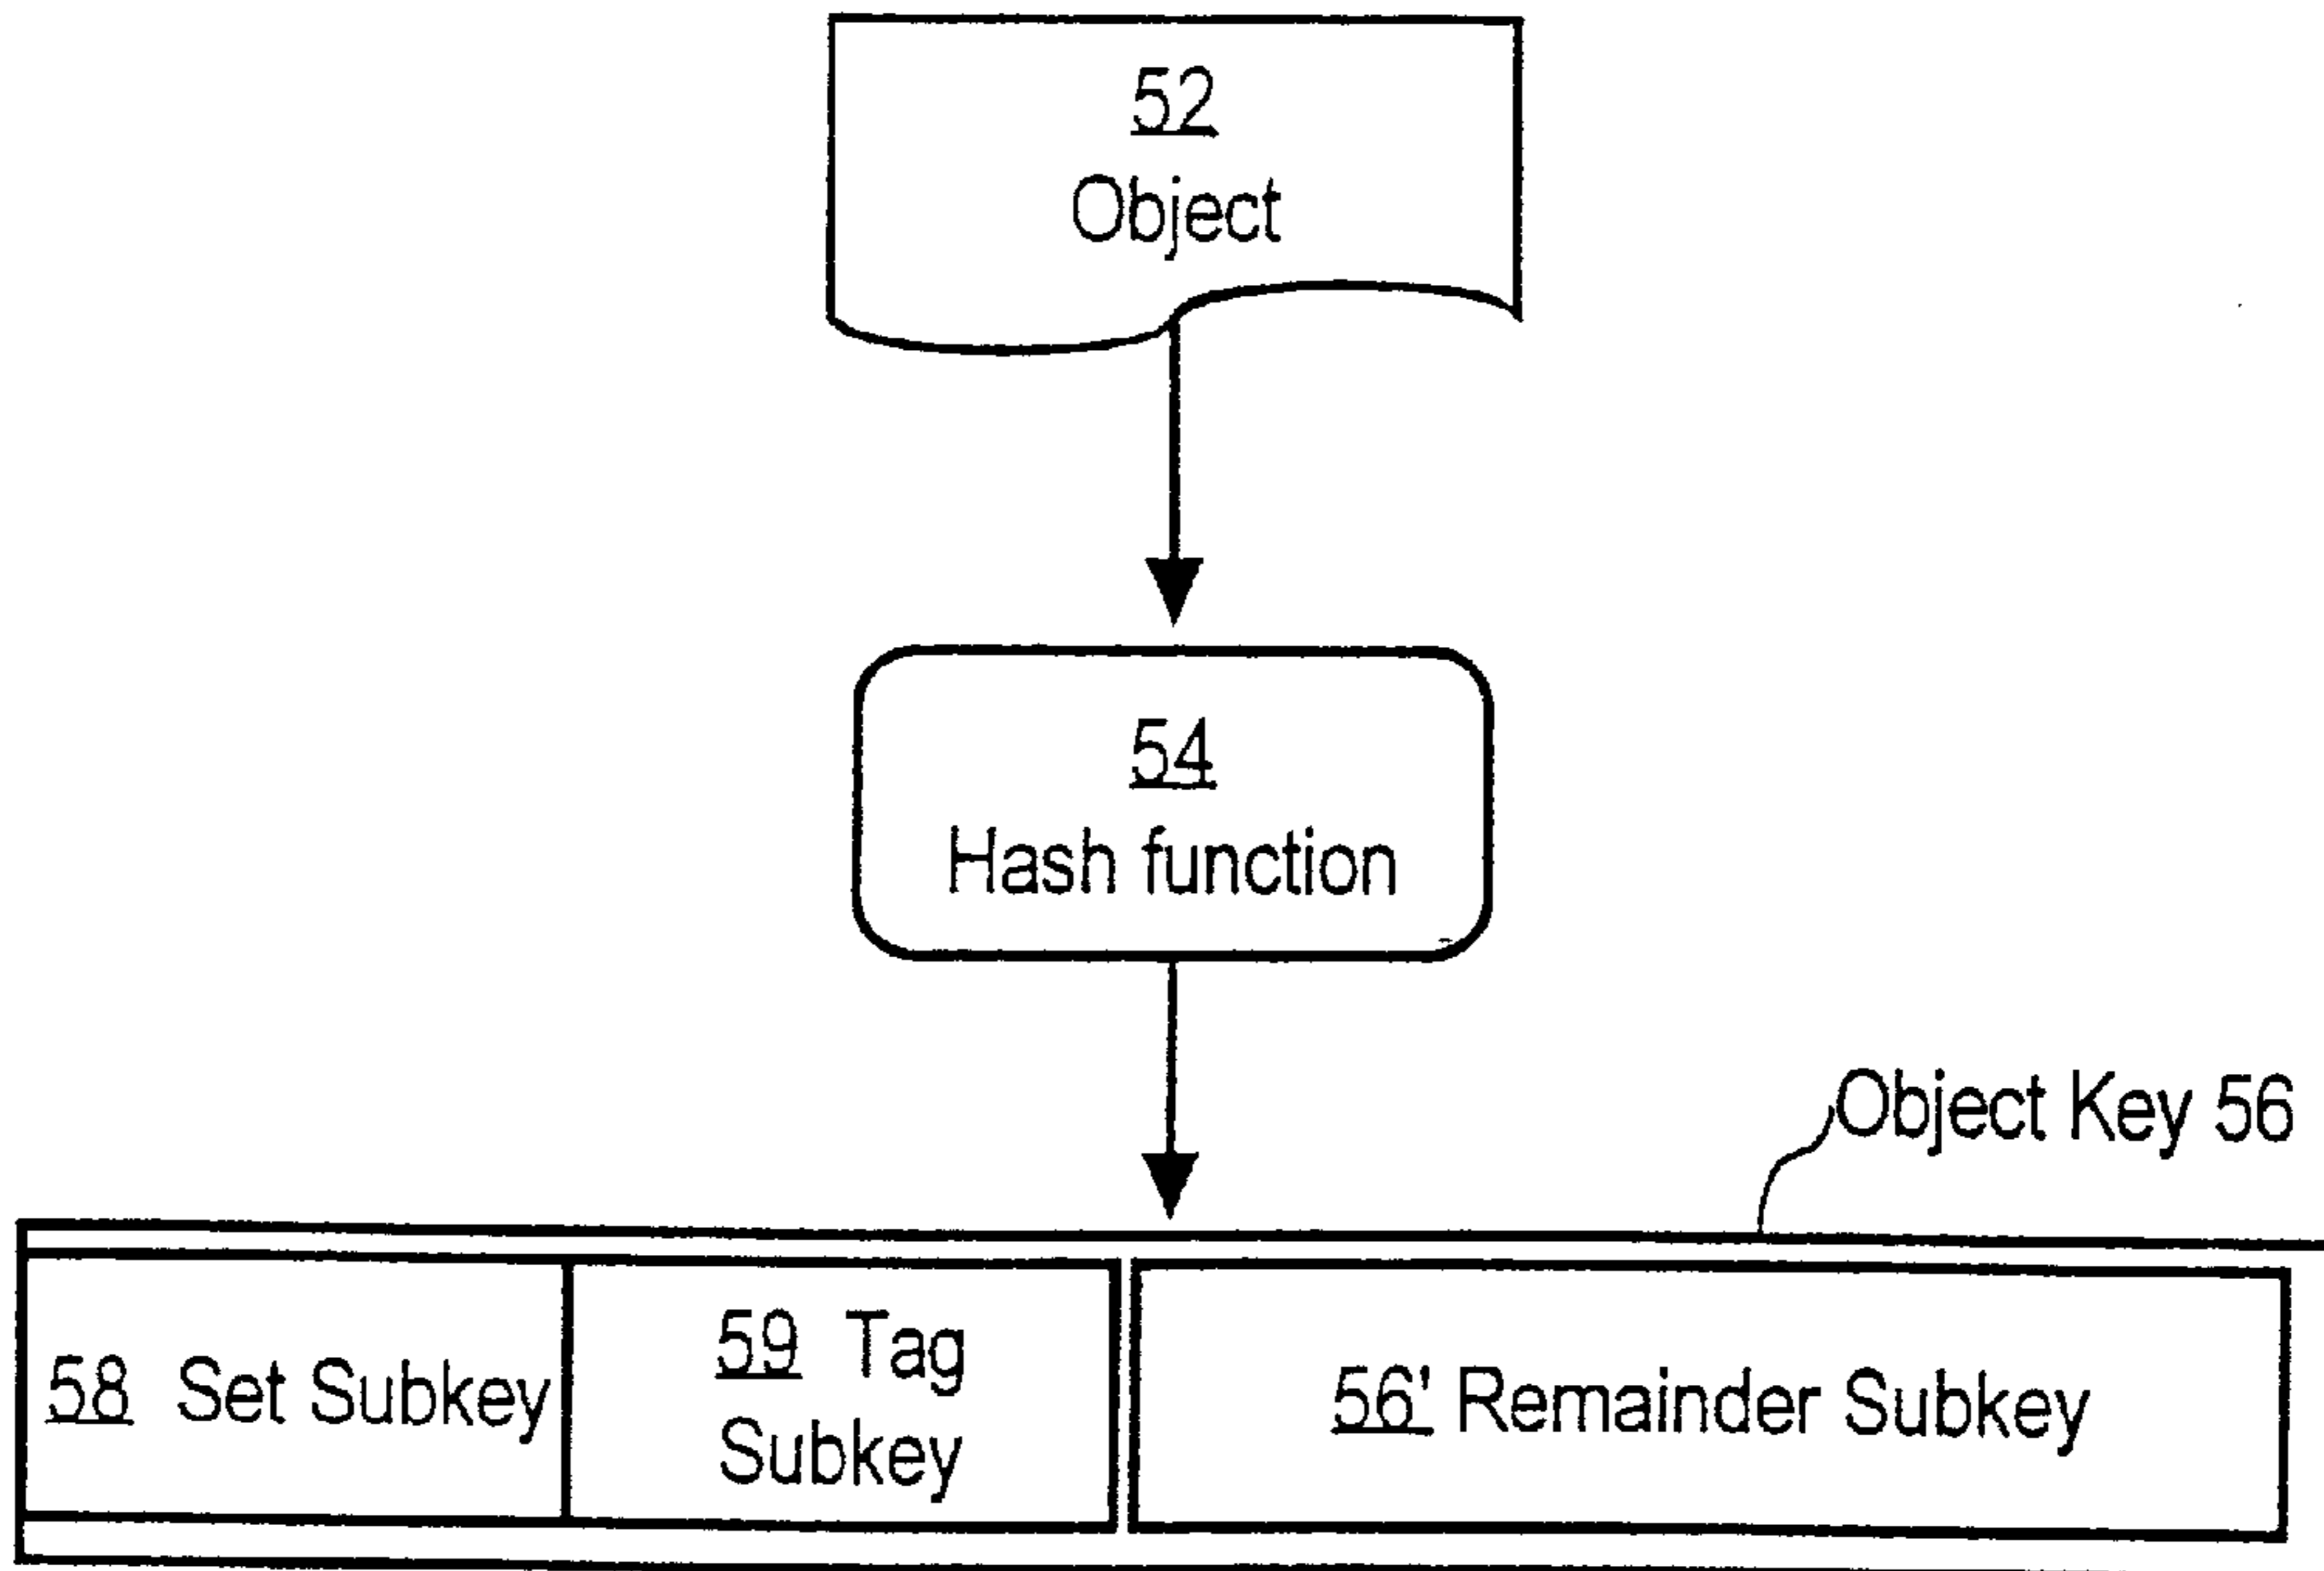 52
Object
54
Hash function
Object Key 56
58 Set Subkey
59 Tag
Subkey
56' Remainder Subkey